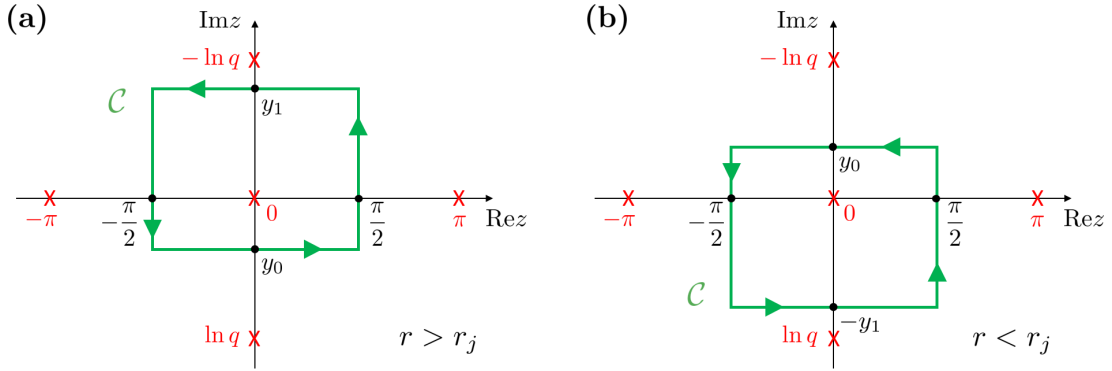 (a)
Imz
− ln q
C
y₁
−π
−π/2
0
π/2
π
Rez
y₀
ln q
r > r_j
(b)
Imz
− ln q
y₀
−π
−π/2
0
π/2
π
Rez
C
−y₁
ln q
r < r_j